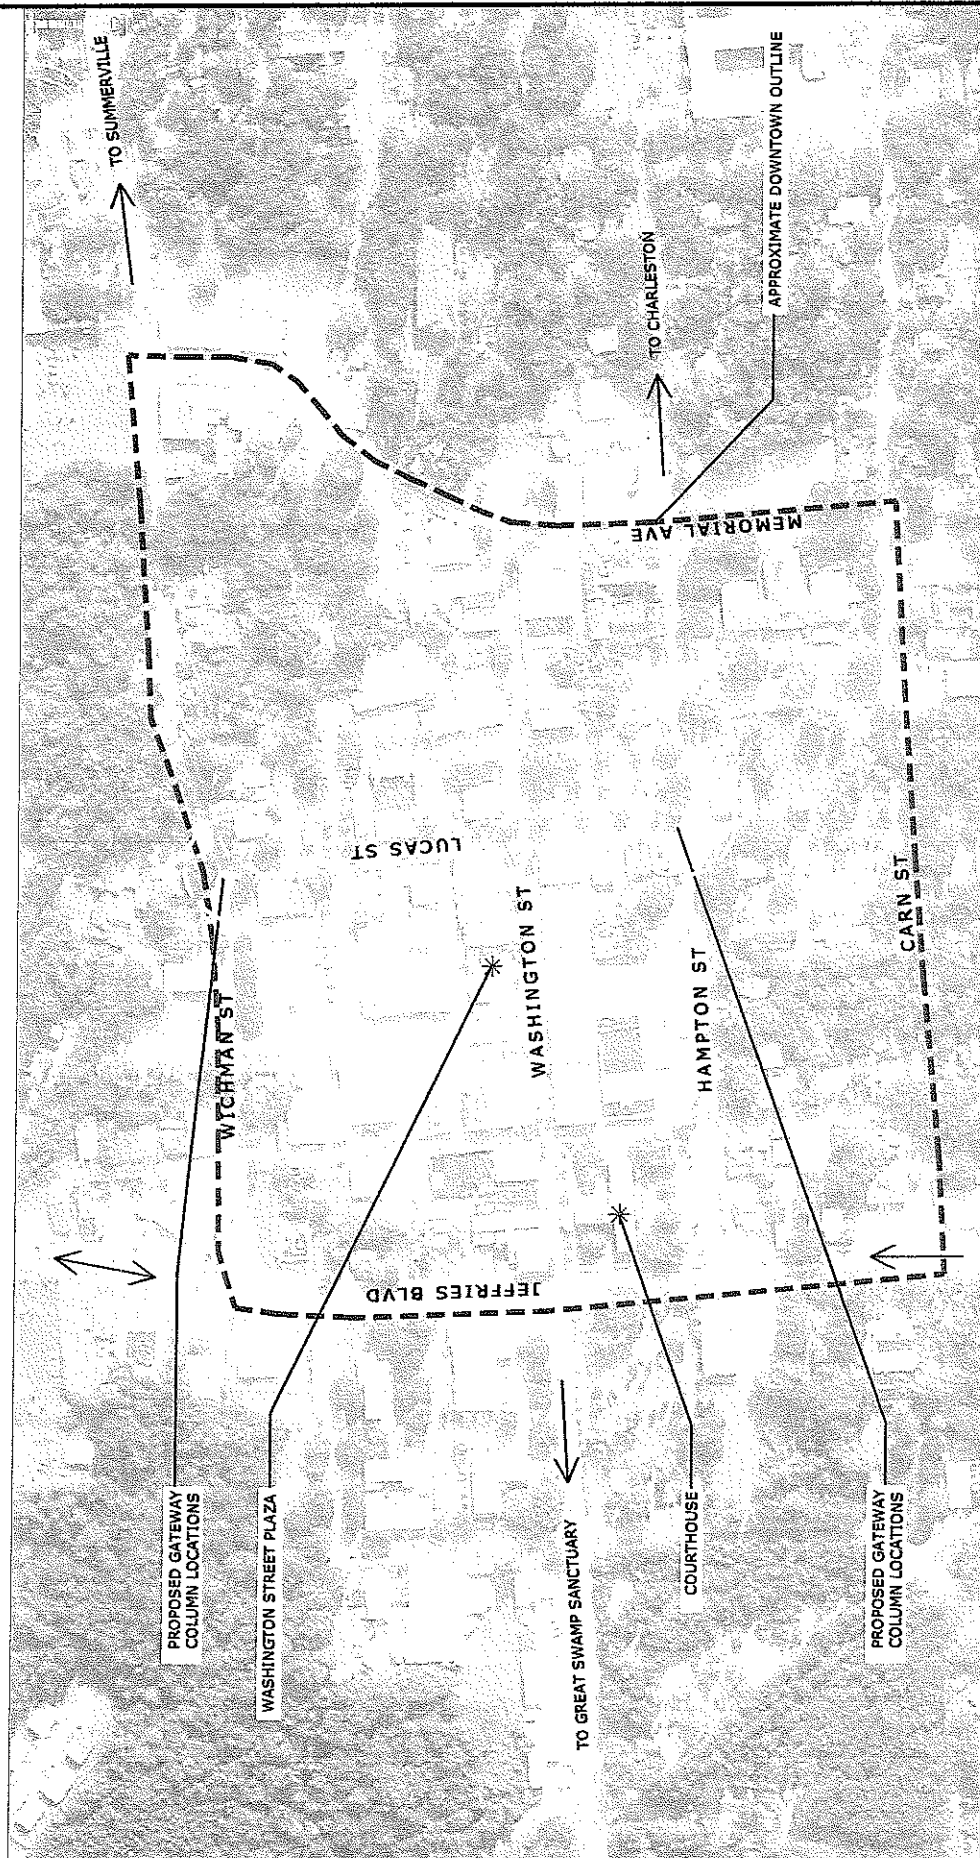 TO SUMMERVILLE
APPROXIMATE DOWNTOWN OUTLINE
TO CHARLESTON
MEMORIAL AVE
LUCAS ST
WICHMAN ST
WASHINGTON ST
HAMPTON ST
CARN ST
JEFFRIES BLVD
PROPOSED GATEWAY
COLUMN LOCATIONS
WASHINGTON STREET PLAZA
TO GREAT SWAMP SANCTUARY
COURTHOUSE
PROPOSED GATEWAY
COLUMN LOCATIONS